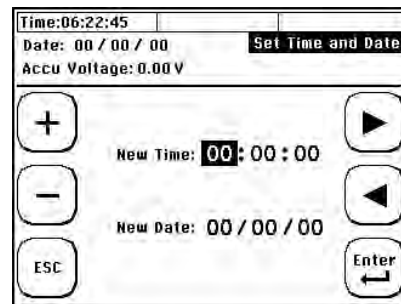 Time:06:22:45
Date: 00 / 00 / 00 Set Time and Date
Accu Voltage: 0.00 V
+
New Time: 00 : 00 : 00
−
New Date: 00 / 00 / 00
ESC
Enter